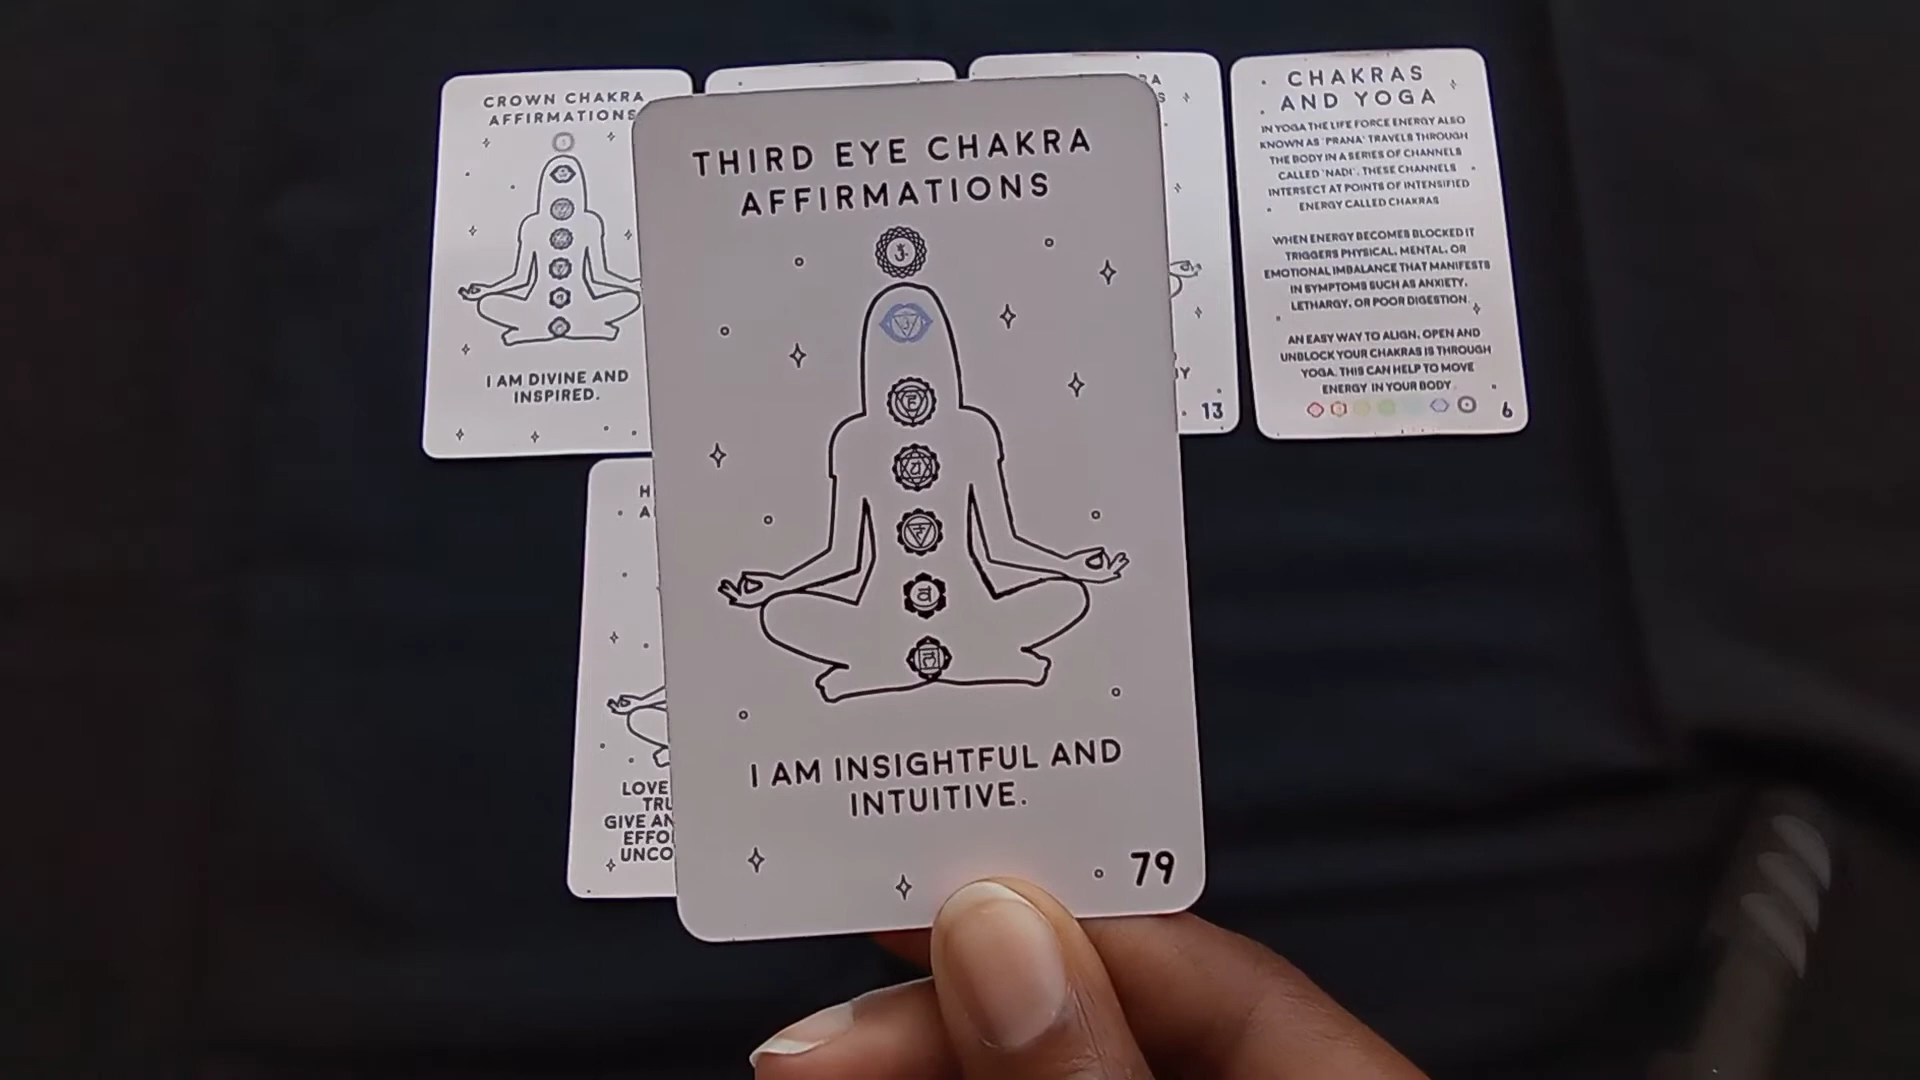 CROWN CHAKRA
AFFIRMATIONS
I AM DIVINE AND
INSPIRED.
THIRD EYE CHAKRA
AFFIRMATIONS
I AM INSIGHTFUL AND
INTUITIVE.
79
13
CHAKRAS
AND YOGA
IN YOGA THE LIFE FORCE ENERGY ALSO
KNOWN AS 'PRANA' TRAVELS THROUGH
THE BODY IN A SERIES OF CHANNELS
CALLED 'NADI'. THESE CHANNELS
INTERSECT AT POINTS OF INTENSIFIED
ENERGY CALLED CHAKRAS
WHEN ENERGY BECOMES BLOCKED IT
TRIGGERS PHYSICAL, MENTAL, OR
EMOTIONAL IMBALANCE THAT MANIFESTS
IN SYMPTOMS SUCH AS ANXIETY,
LETHARGY, OR POOR DIGESTION.
AN EASY WAY TO ALIGN, OPEN AND
UNBLOCK YOUR CHAKRAS IS THROUGH
YOGA. THIS CAN HELP TO MOVE
ENERGY IN YOUR BODY
6
LOVE
GIVE